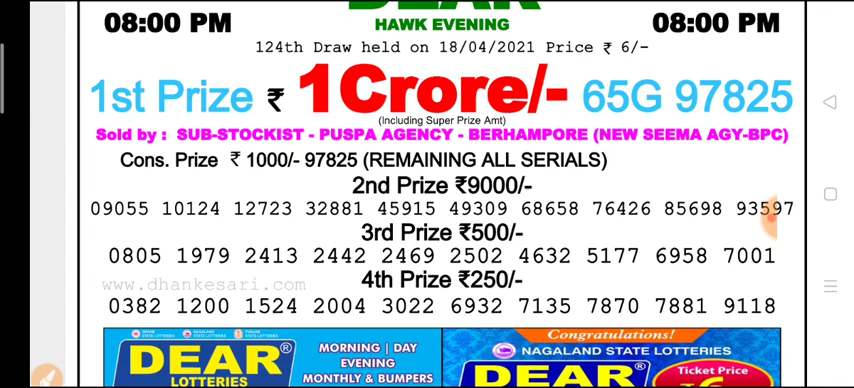 DEAR
08:00 PM HAWK EVENING 08:00 PM
124th Draw held on 18/04/2021 Price ₹ 6/-
1st Prize ₹ 1Crore/- 65G 97825
(Including Super Prize Amt)
Sold by : SUB-STOCKIST - PUSPA AGENCY - BERHAMPORE (NEW SEEMA AGY-BPC)
Cons. Prize ₹ 1000/- 97825 (REMAINING ALL SERIALS)
2nd Prize ₹9000/-
09055 10124 12723 32881 45915 49309 68658 76426 85698 93597
3rd Prize ₹500/-
0805 1979 2413 2442 2469 2502 4632 5177 6958 7001
www.dhankesari.com
4th Prize ₹250/-
0382 1200 1524 2004 3022 6932 7135 7870 7881 9118
DEAR®
LOTTERIES
MORNING | DAY
EVENING
MONTHLY & BUMPERS
Congratulations!
NAGALAND STATE LOTTERIES
DEAR®
Ticket Price
₹6